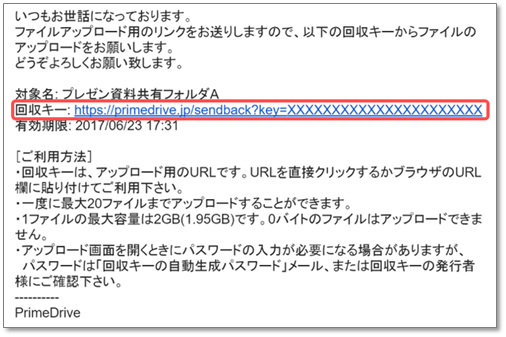 いつもお世話になっております。
ファイルアップロード用のリンクをお送りしますので、以下の回収キーからファイルの
アップロードをお願いします。
どうぞよろしくお願い致します。
対象名: プレゼン資料共有フォルダA
回収キー: https://primedrive.jp/sendback?key=XXXXXXXXXXXXXXXXXXXXXX
有効期限: 2017/06/23 17:31
［ご利用方法］
・回収キーは、アップロード用のURLです。URLを直接クリックするかブラウザのURL
欄に貼り付けてご利用下さい。
・一度に最大20ファイルまでアップロードすることができます。
・1ファイルの最大容量は2GB(1.95GB)です。0バイトのファイルはアップロードできま
せん。
・アップロード画面を開くときにパスワードの入力が必要になる場合がありますが、
パスワードは「回収キーの自動生成パスワード」メール、または回収キーの発行者
様にご確認下さい。
----------
PrimeDrive